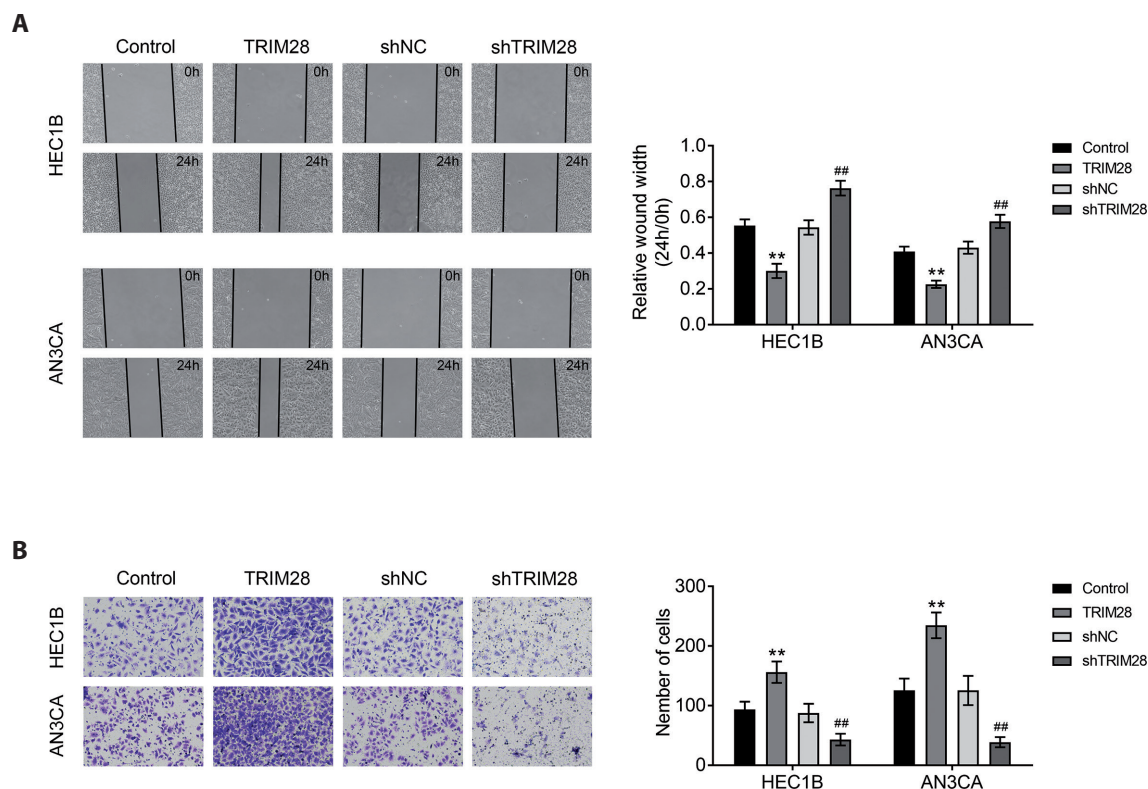 A
Control TRIM28 shNC shTRIM28
HEC1B
0h 0h 0h 0h
24h 24h 24h 24h
AN3CA
0h 0h 0h 0h
24h 24h 24h 24h
Relative wound width
(24h/0h)
1.0
0.8
0.6
0.4
0.2
0.0
** ## ** ##
HEC1B AN3CA
Control
TRIM28
shNC
shTRIM28
B
Control TRIM28 shNC shTRIM28
HEC1B
AN3CA
Nember of cells
300
200
100
0
** ## ** ##
HEC1B AN3CA
Control
TRIM28
shNC
shTRIM28